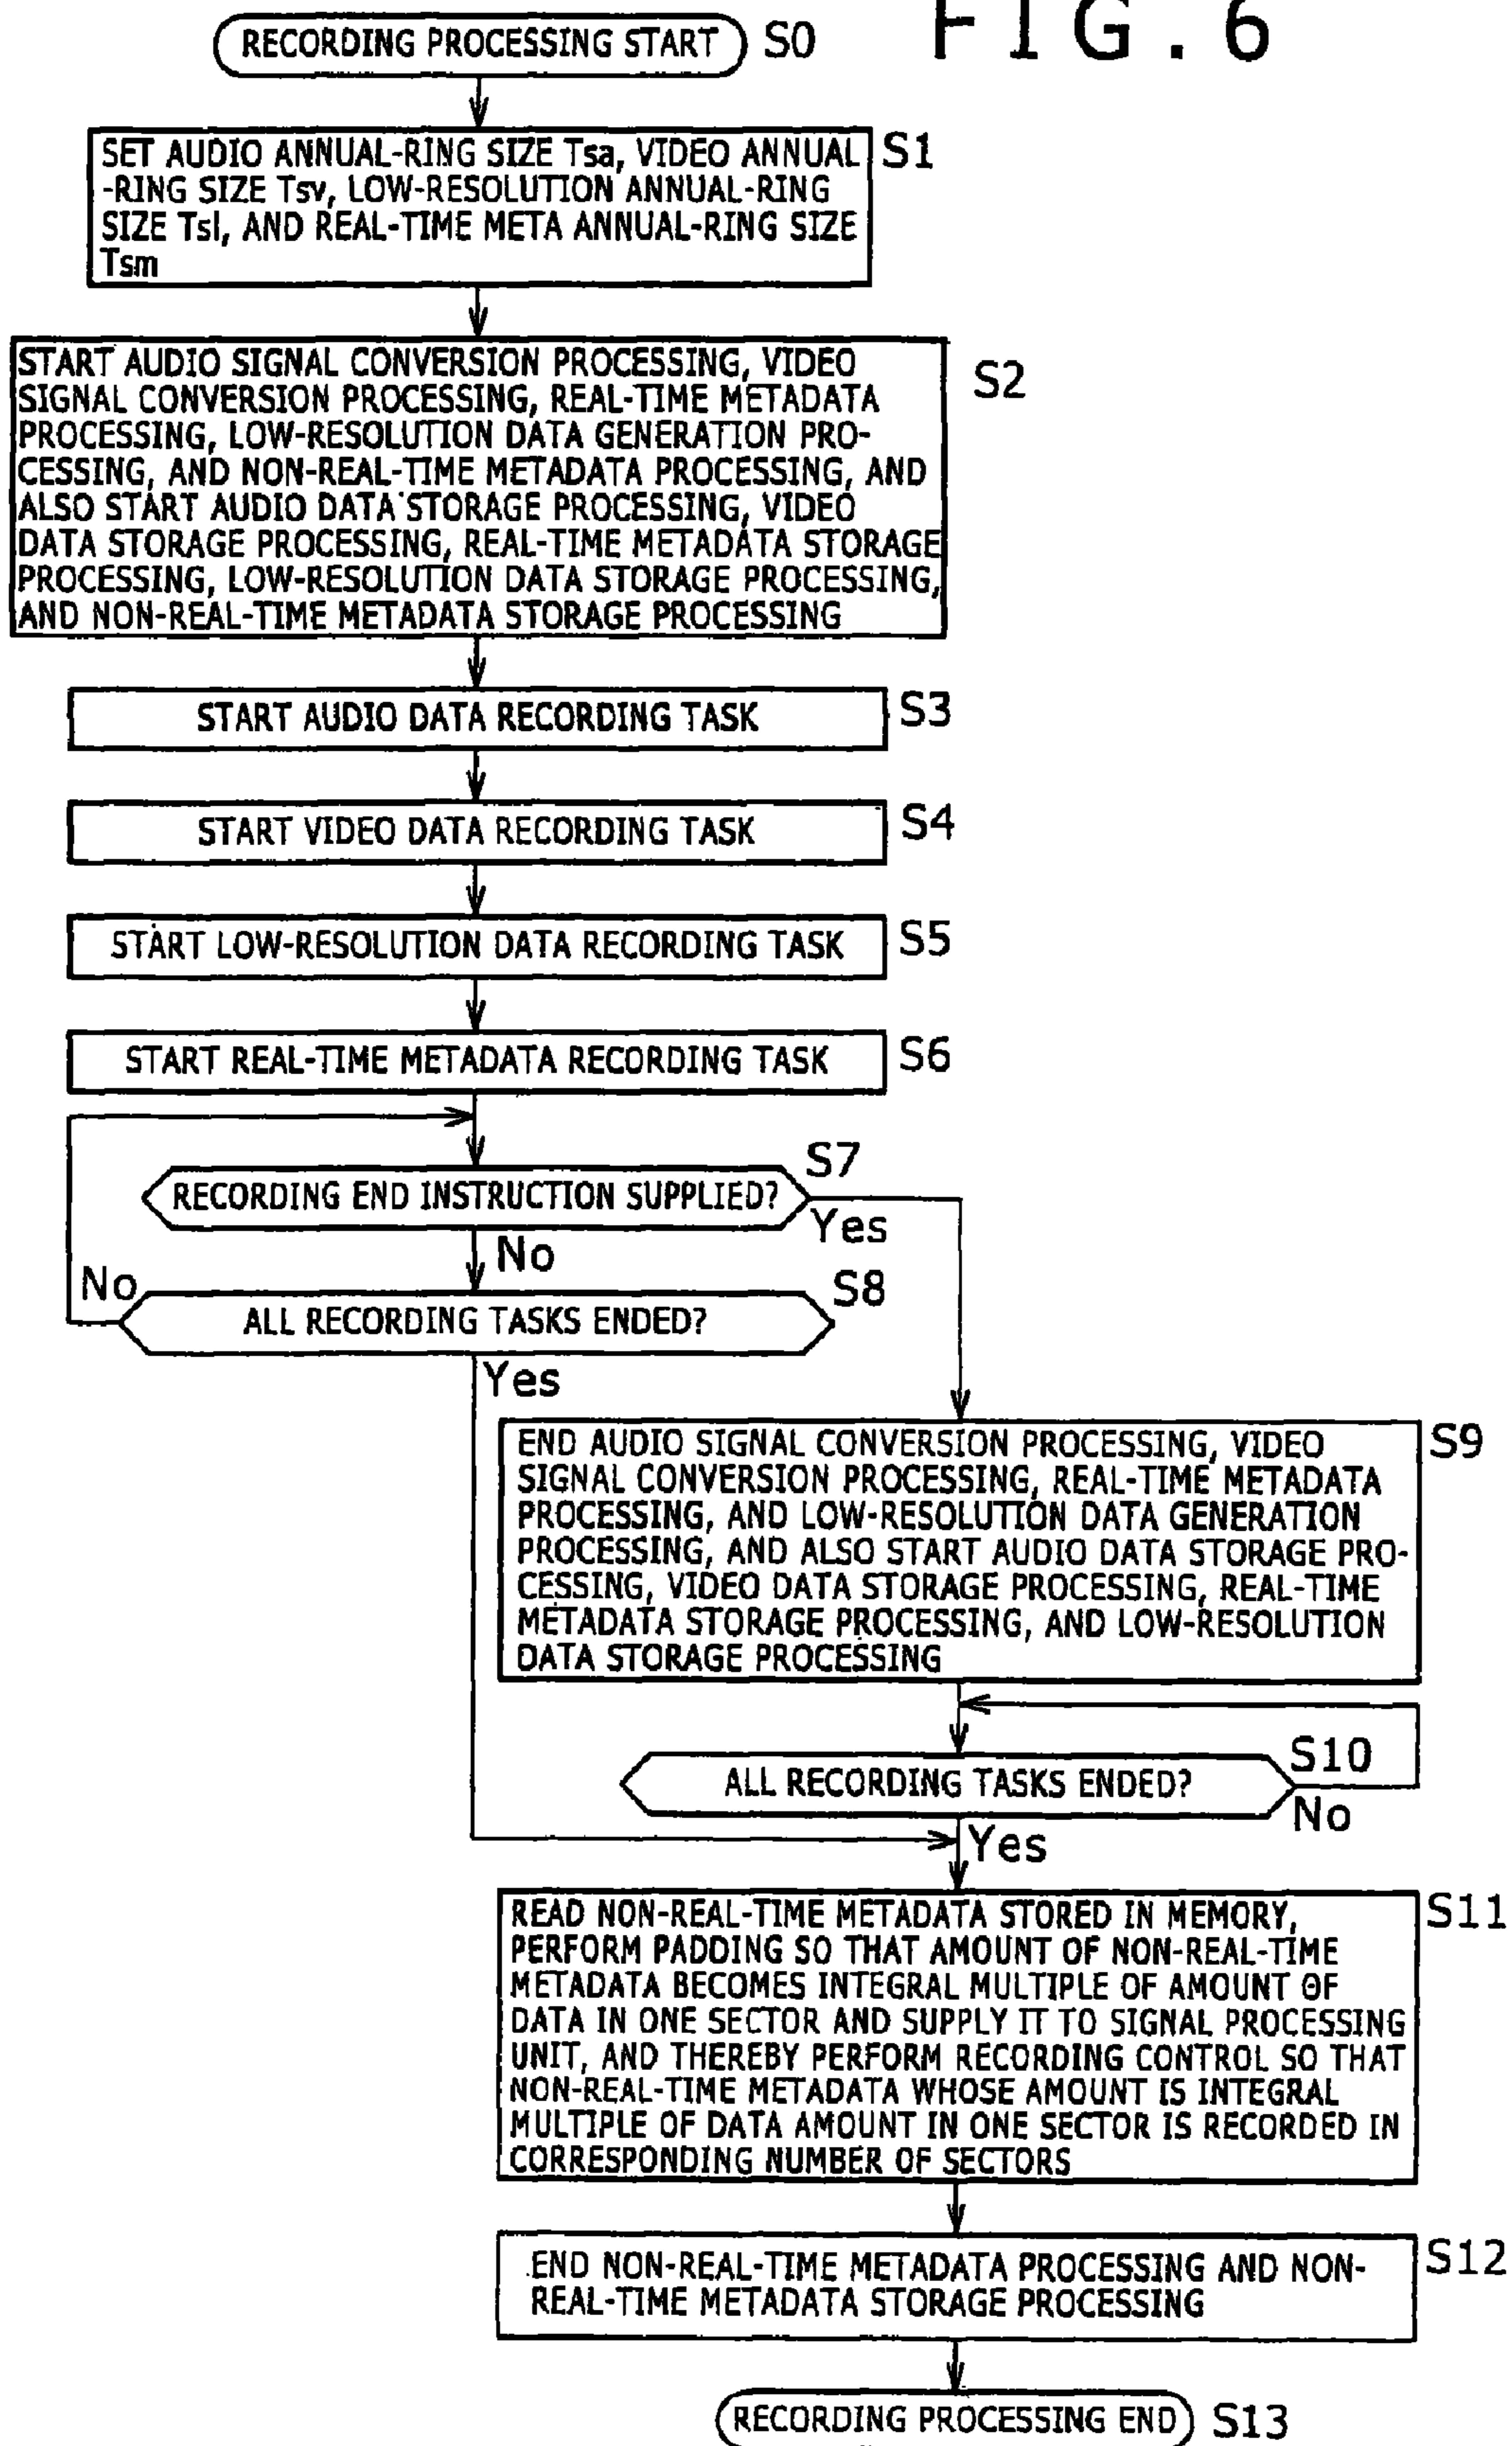 FIG.6
RECORDING PROCESSING START
S0
SET AUDIO ANNUAL-RING SIZE Tsa, VIDEO ANNUAL
-RING SIZE Tsv, LOW-RESOLUTION ANNUAL-RING
SIZE Tsl, AND REAL-TIME META ANNUAL-RING SIZE
Tsm
S1
START AUDIO SIGNAL CONVERSION PROCESSING, VIDEO
SIGNAL CONVERSION PROCESSING, REAL-TIME METADATA
PROCESSING, LOW-RESOLUTION DATA GENERATION PRO-
CESSING, AND NON-REAL-TIME METADATA PROCESSING, AND
ALSO START AUDIO DATA STORAGE PROCESSING, VIDEO
DATA STORAGE PROCESSING, REAL-TIME METADATA STORAGE
PROCESSING, LOW-RESOLUTION DATA STORAGE PROCESSING,
AND NON-REAL-TIME METADATA STORAGE PROCESSING
S2
START AUDIO DATA RECORDING TASK
S3
START VIDEO DATA RECORDING TASK
S4
START LOW-RESOLUTION DATA RECORDING TASK
S5
START REAL-TIME METADATA RECORDING TASK
S6
RECORDING END INSTRUCTION SUPPLIED?
S7
Yes
No
ALL RECORDING TASKS ENDED?
S8
No
Yes
END AUDIO SIGNAL CONVERSION PROCESSING, VIDEO
SIGNAL CONVERSION PROCESSING, REAL-TIME METADATA
PROCESSING, AND LOW-RESOLUTION DATA GENERATION
PROCESSING, AND ALSO START AUDIO DATA STORAGE PRO-
CESSING, VIDEO DATA STORAGE PROCESSING, REAL-TIME
METADATA STORAGE PROCESSING, AND LOW-RESOLUTION
DATA STORAGE PROCESSING
S9
ALL RECORDING TASKS ENDED?
S10
No
Yes
READ NON-REAL-TIME METADATA STORED IN MEMORY,
PERFORM PADDING SO THAT AMOUNT OF NON-REAL-TIME
METADATA BECOMES INTEGRAL MULTIPLE OF AMOUNT OF
DATA IN ONE SECTOR AND SUPPLY IT TO SIGNAL PROCESSING
UNIT, AND THEREBY PERFORM RECORDING CONTROL SO THAT
NON-REAL-TIME METADATA WHOSE AMOUNT IS INTEGRAL
MULTIPLE OF DATA AMOUNT IN ONE SECTOR IS RECORDED IN
CORRESPONDING NUMBER OF SECTORS
S11
END NON-REAL-TIME METADATA PROCESSING AND NON-
REAL-TIME METADATA STORAGE PROCESSING
S12
RECORDING PROCESSING END
S13